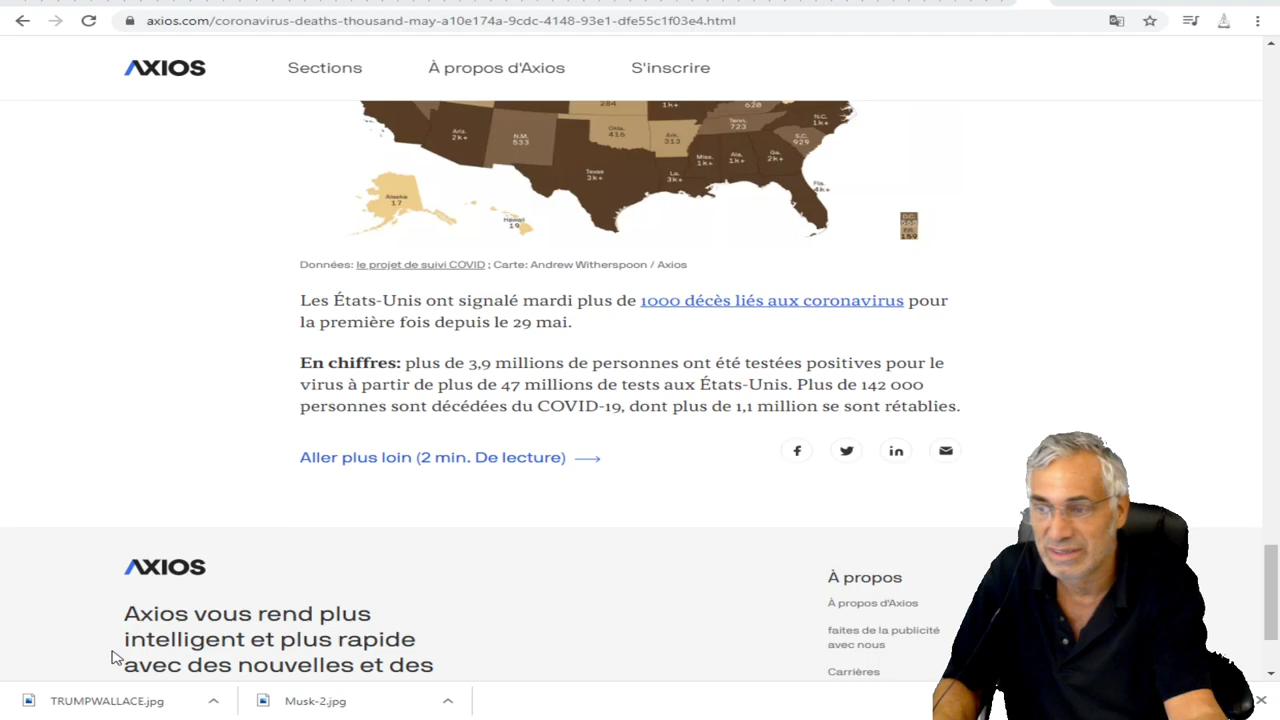 axios.com/coronavirus-deaths-thousand-may-a10e174a-9cdc-4148-93e1-dfe55c1f03e4.html
AXIOS
Sections
À propos d'Axios
S'inscrire
284
1k+
620
Ariz.
2k+
N.M.
533
Okla.
416
Ark.
313
Tenn.
723
N.C.
1k+
S.C.
929
Texas
3k+
La.
3k+
Miss.
1k+
Ala.
1k+
Ga.
2k+
Fla.
4k+
Alaska
17
Hawaii
19
D.C.
P.R.
159
Données: le projet de suivi COVID ; Carte: Andrew Witherspoon / Axios
Les États-Unis ont signalé mardi plus de 1000 décès liés aux coronavirus pour
la première fois depuis le 29 mai.
En chiffres: plus de 3,9 millions de personnes ont été testées positives pour le
virus à partir de plus de 47 millions de tests aux États-Unis. Plus de 142 000
personnes sont décédées du COVID-19, dont plus de 1,1 million se sont rétablies.
Aller plus loin (2 min. De lecture)
AXIOS
Axios vous rend plus
intelligent et plus rapide
avec des nouvelles et des
À propos
À propos d'Axios
faites de la publicité
avec nous
Carrières
TRUMPWALLACE.jpg
Musk-2.jpg